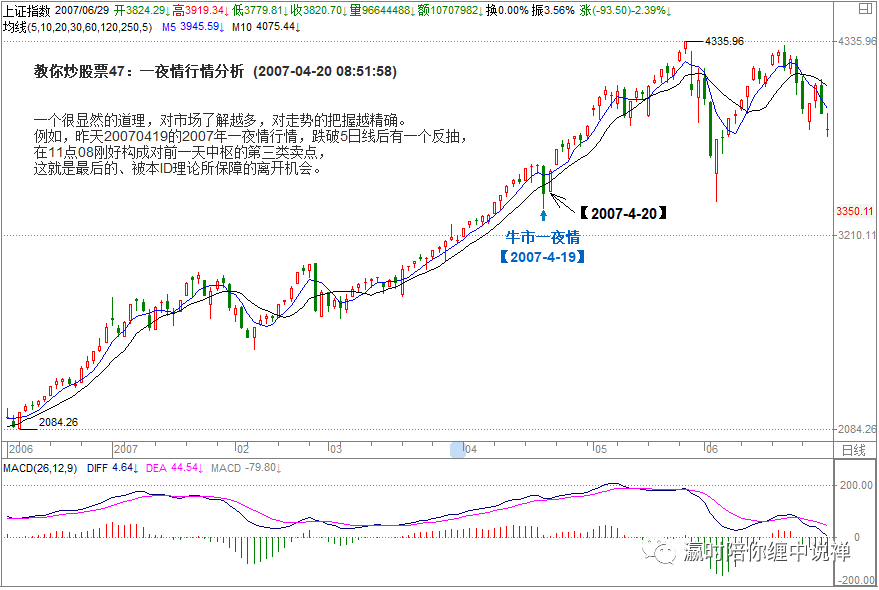 上证指数 2007/06/29 开3824.29↓ 高3919.34↓ 低3779.81↓ 收3820.70↓ 量96644488↓ 额10707982↓ 换0.00% 振3.56% 涨(-93.50)-2.39%↓
均线(5,10,20,30,60,120,250,5) M5 3945.59↓ M10 4075.44↓
4335.96
4335.96
教你炒股票47：一夜情行情分析 (2007-04-20 08:51:58)
一个很显然的道理，对市场了解越多，对走势的把握越精确。
例如，昨天20070419的2007年一夜情行情，跌破5日线后有一个反抽，
在11点08刚好构成对前一天中枢的第三类卖点，
这就是最后的、被本ID理论所保障的离开机会。
【2007-4-20】
3350.11
牛市一夜情
3210.11
【2007-4-19】
2084.26
2084.26
2006 2007 02 03 04 05 06 日线
MACD(26,12,9) DIFF 4.64↓ DEA 44.54↓ MACD -79.80↓
200.00
0
瀛时陪你缠中说禅
-200.00